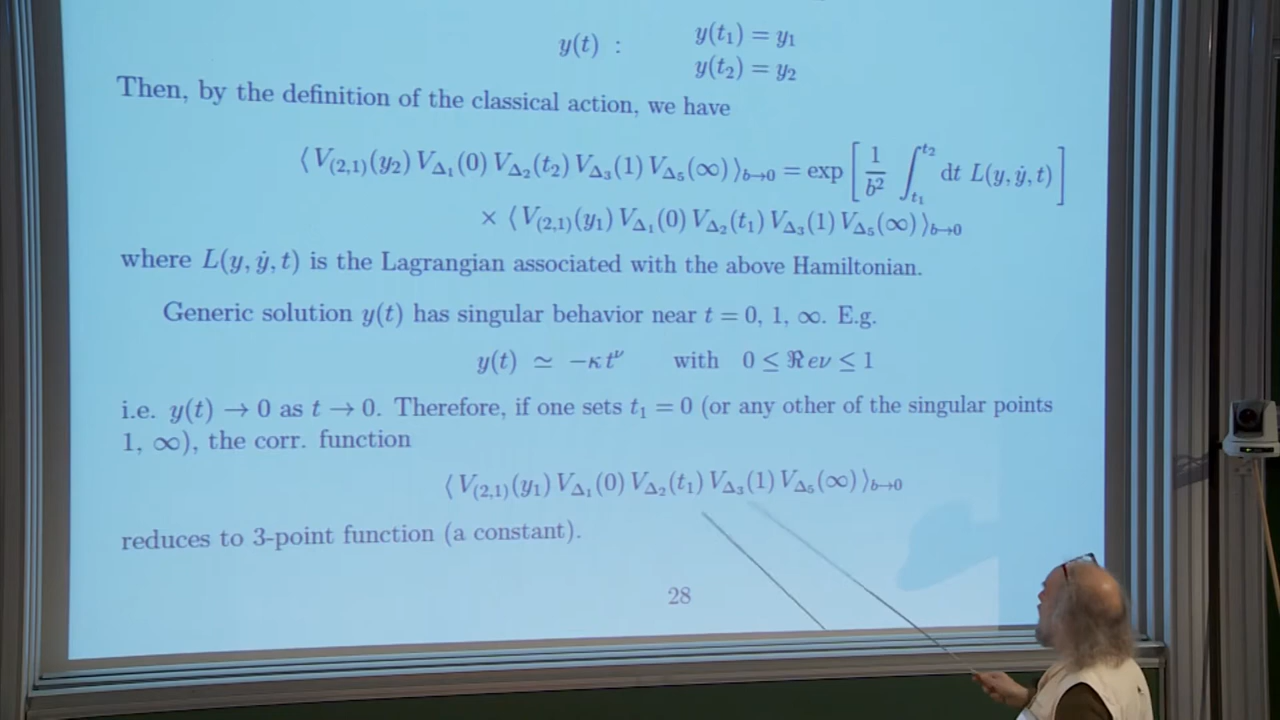 y(t) : y(t₁) = y₁
y(t₂) = y₂
Then, by the definition of the classical action, we have
⟨ V₍₂,₁₎(y₂) V_Δ₁(0) V_Δ₂(t₂) V_Δ₃(1) V_Δ₅(∞) ⟩_b→0 = exp [ 1/b² ∫_t₁^t₂ dt L(y, ẏ, t) ]
× ⟨ V₍₂,₁₎(y₁) V_Δ₁(0) V_Δ₂(t₁) V_Δ₃(1) V_Δ₅(∞) ⟩_b→0
where L(y, ẏ, t) is the Lagrangian associated with the above Hamiltonian.
Generic solution y(t) has singular behavior near t = 0, 1, ∞. E.g.
y(t) ≃ −κ t^ν with 0 ≤ ℜe ν ≤ 1
i.e. y(t) → 0 as t → 0. Therefore, if one sets t₁ = 0 (or any other of the singular points
1, ∞), the corr. function
⟨ V₍₂,₁₎(y₁) V_Δ₁(0) V_Δ₂(t₁) V_Δ₃(1) V_Δ₅(∞) ⟩_b→0
reduces to 3-point function (a constant).
28